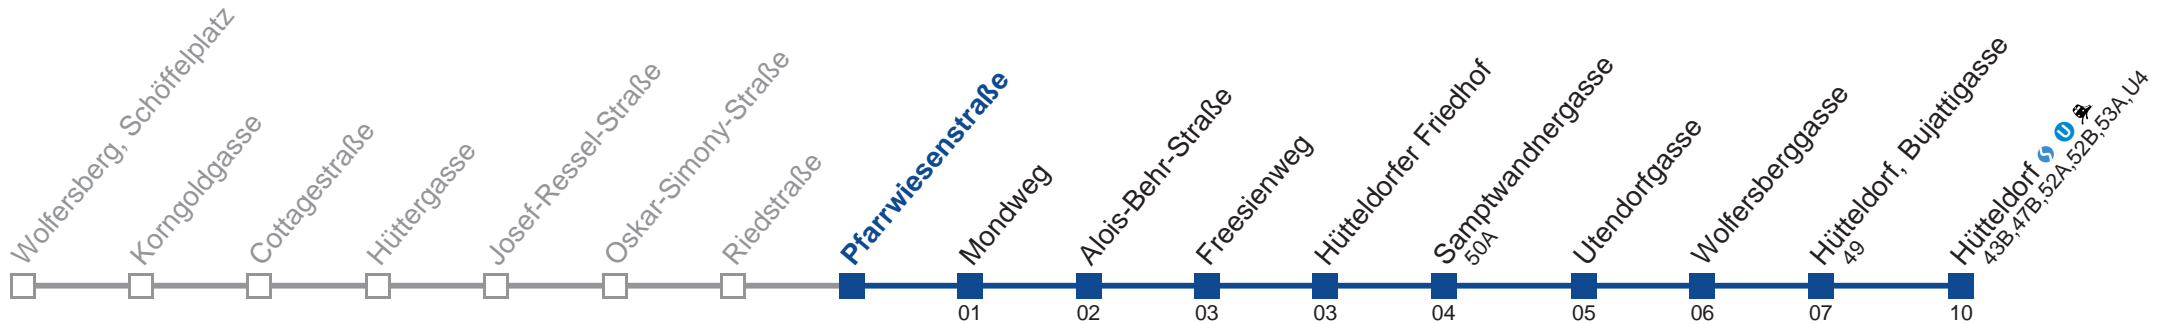 Wolfersberg, Schöffelplatz
Korngoldgasse
Cottagestraße
Hüttergasse
Josef-Ressel-Straße
Oskar-Simony-Straße
Riedstraße
Pfarrwiesenstraße
Mondweg
01
Alois-Behr-Straße
02
Freesienweg
03
Hütteldorfer Friedhof
03
Samptwandnergasse
50A
04
Utendorfgasse
05
Wolfersberggasse
06
Hütteldorf, Bujattigasse
49
07
Hütteldorf S U
43B,47B,52A,52B,53A,U4
10